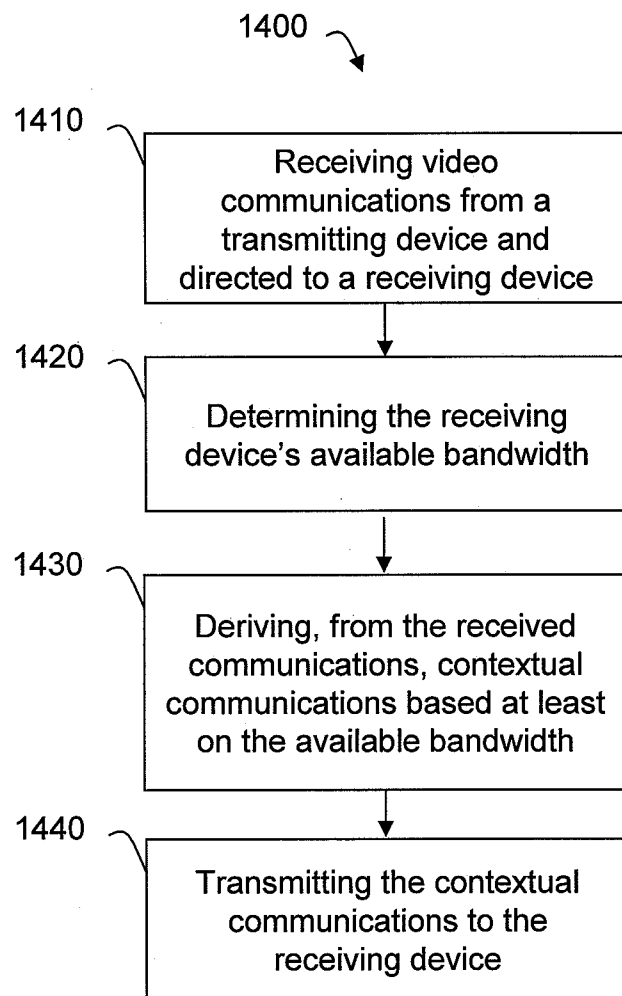 1400
1410
Receiving video
communications from a
transmitting device and
directed to a receiving device
1420
Determining the receiving
device's available bandwidth
1430
Deriving, from the received
communications, contextual
communications based at least
on the available bandwidth
1440
Transmitting the contextual
communications to the
receiving device